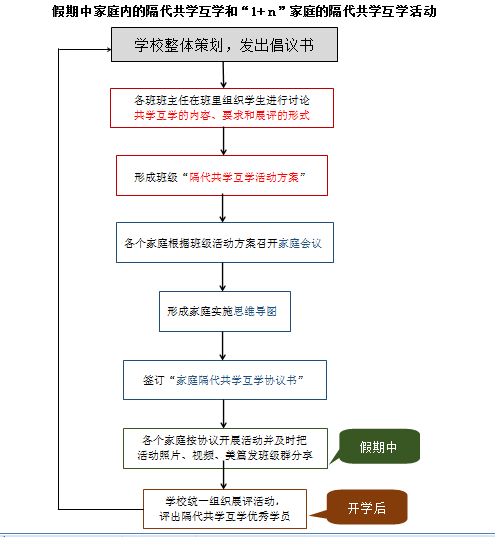 假期中家庭内的隔代共学互学和“1+n”家庭的隔代共学互学活动
学校整体策划，发出倡议书
各班班主任在班里组织学生进行讨论
共学互学的内容、要求和展评的形式
形成班级“隔代共学互学活动方案”
各个家庭根据班级活动方案召开家庭会议
形成家庭实施思维导图
签订“家庭隔代共学互学协议书”
各个家庭按协议开展活动并及时把
活动照片、视频、美篇发班级群分享
假期中
学校统一组织展评活动，
评出隔代共学互学优秀学员
开学后